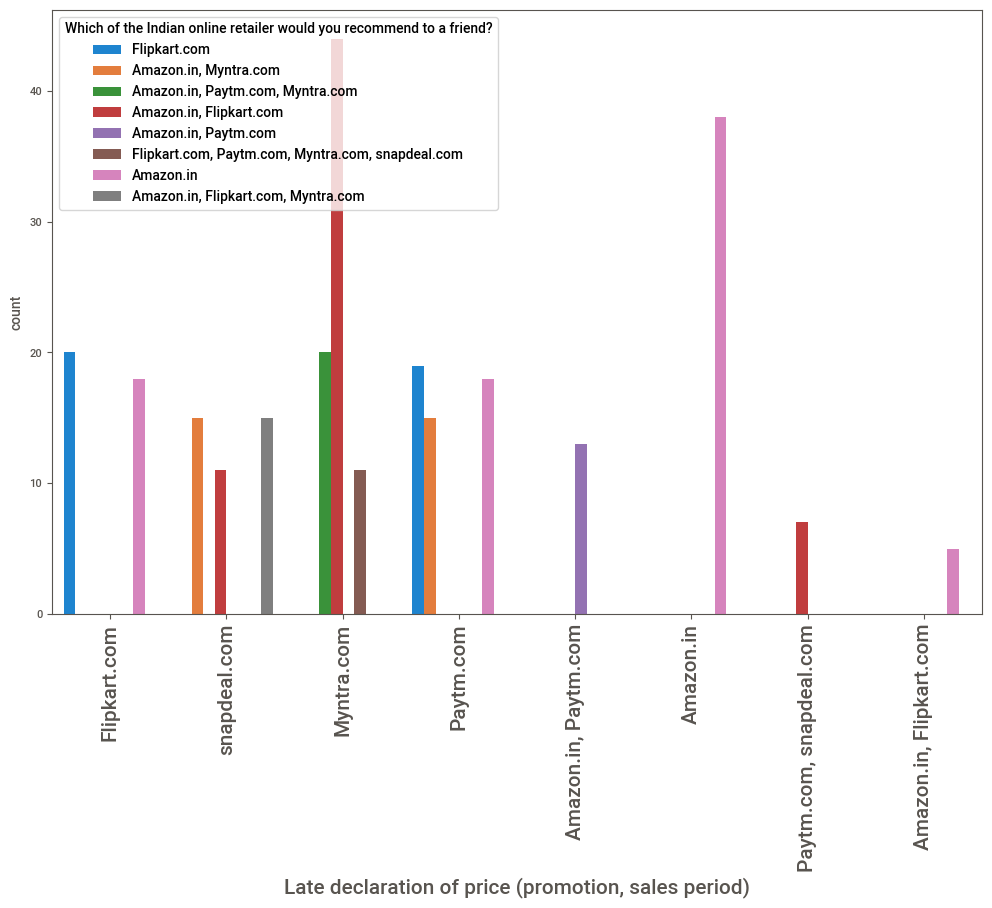 Which of the Indian online retailer would you recommend to a friend?
Flipkart.com
Amazon.in, Myntra.com
Amazon.in, Paytm.com, Myntra.com
Amazon.in, Flipkart.com
Amazon.in, Paytm.com
Flipkart.com, Paytm.com, Myntra.com, snapdeal.com
Amazon.in
Amazon.in, Flipkart.com, Myntra.com
40
30
20
10
0
count
Flipkart.com
snapdeal.com
Myntra.com
Paytm.com
Amazon.in, Paytm.com
Amazon.in
Paytm.com, snapdeal.com
Amazon.in, Flipkart.com
Late declaration of price (promotion, sales period)